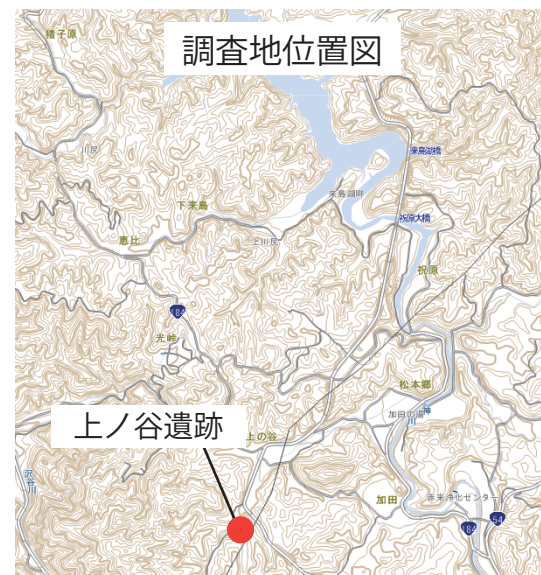 猪子原
調査地位置図
川尻
来島湖橋
来島湖畔
下来島
祝原大橋
恵比
上川尻
祝原
184
光峠
松本郷
上ノ谷遺跡
上の谷
加田の湯
神
川
沢谷川
加田
赤来浄化センター
54
184